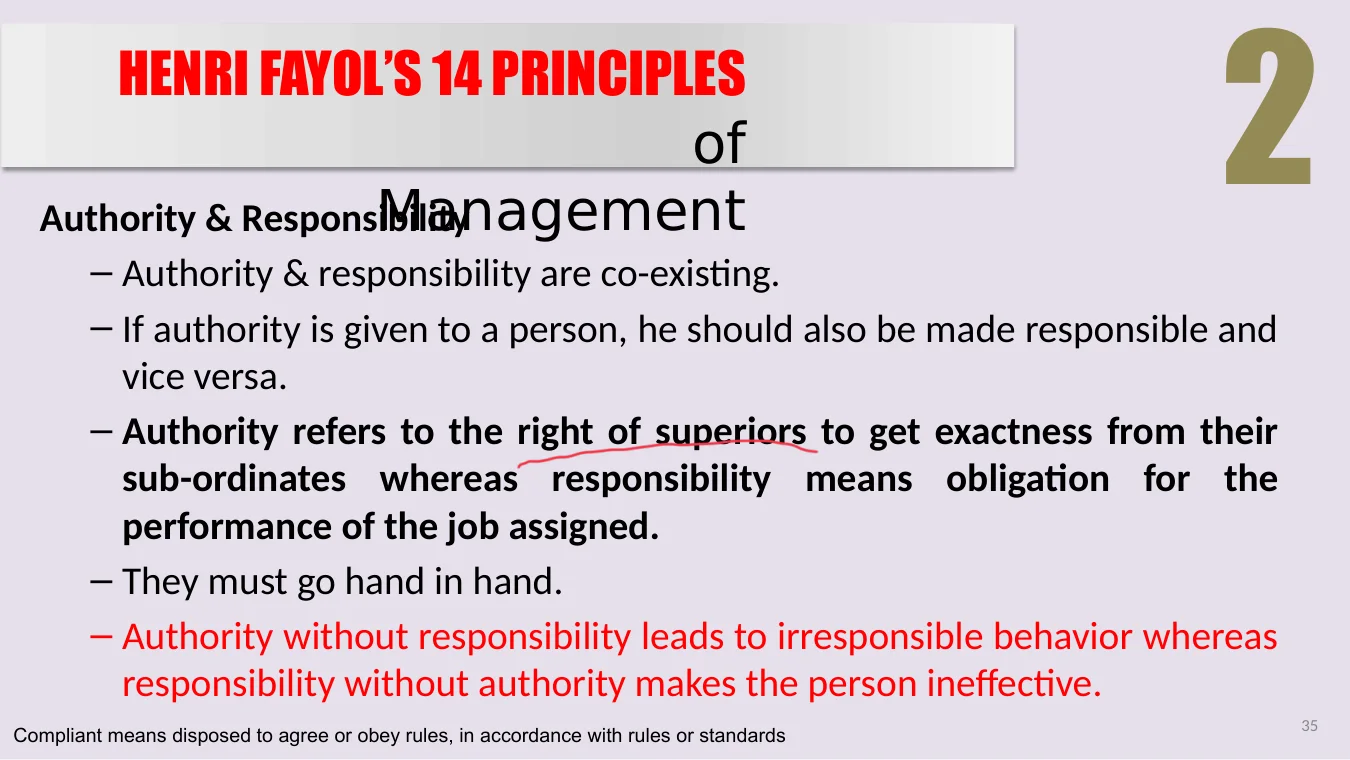 HENRI FAYOL’S 14 PRINCIPLES
2
of
Management
Authority & Responsibility
– Authority & responsibility are co-existing.
– If authority is given to a person, he should also be made responsible and
vice versa.
– Authority refers to the right of superiors to get exactness from their
sub-ordinates whereas responsibility means obligation for the
performance of the job assigned.
– They must go hand in hand.
– Authority without responsibility leads to irresponsible behavior whereas
responsibility without authority makes the person ineffective.
35
Compliant means disposed to agree or obey rules, in accordance with rules or standards